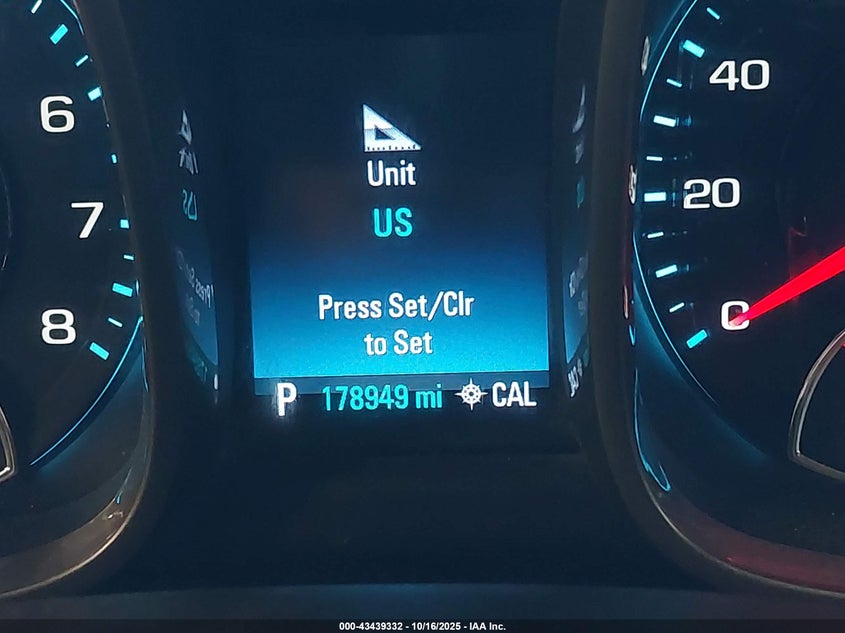 6
7
8
Unit
US
Press Set/Clr
to Set
P 178949 mi CAL
40
20
0
000-43439332 - 10/16/2025 - IAA Inc.